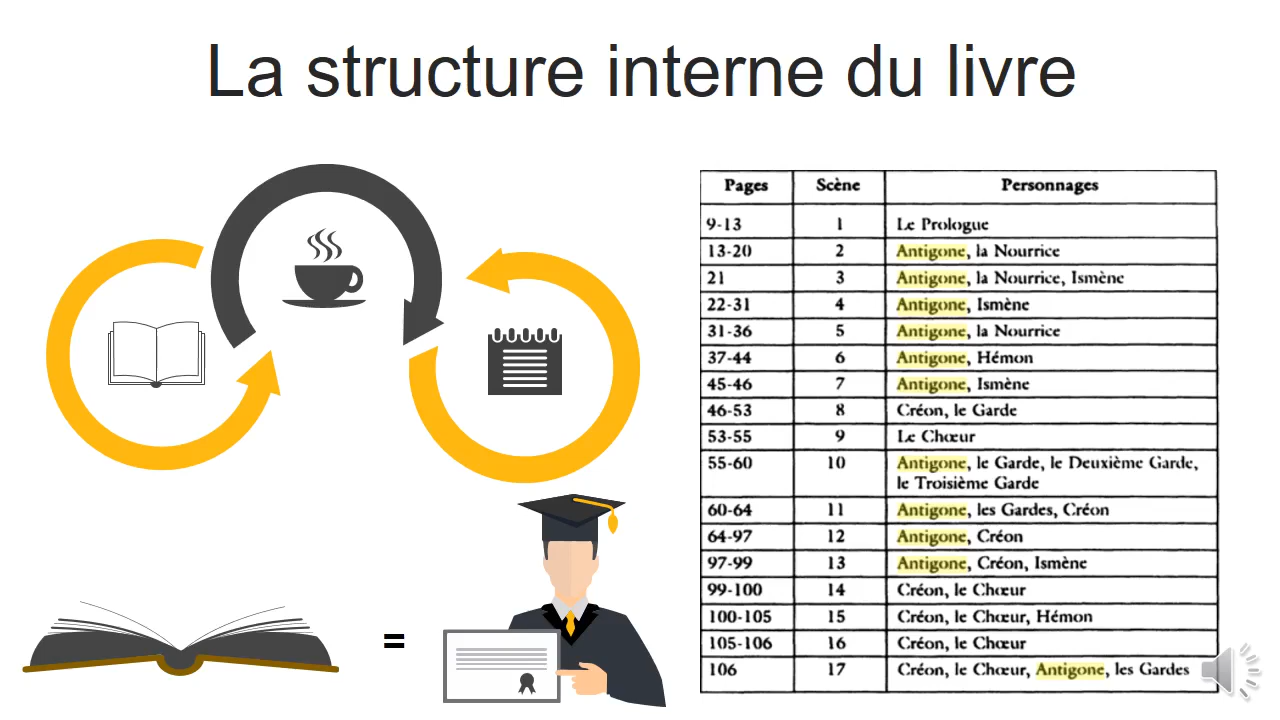 La structure interne du livre
Pages Scène Personnages
9-13 1 Le Prologue
13-20 2 Antigone, la Nourrice
21 3 Antigone, la Nourrice, Ismène
22-31 4 Antigone, Ismène
31-36 5 Antigone, la Nourrice
37-44 6 Antigone, Hémon
45-46 7 Antigone, Ismène
46-53 8 Créon, le Garde
53-55 9 Le Chœur
55-60 10 Antigone, le Garde, le Deuxième Garde,
le Troisième Garde
60-64 11 Antigone, les Gardes, Créon
64-97 12 Antigone, Créon
97-99 13 Antigone, Créon, Ismène
99-100 14 Créon, le Chœur
100-105 15 Créon, le Chœur, Hémon
105-106 16 Créon, le Chœur
106 17 Créon, le Chœur, Antigone, les Gardes
=